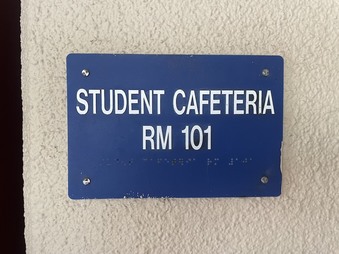 STUDENT CAFETERIA
RM 101